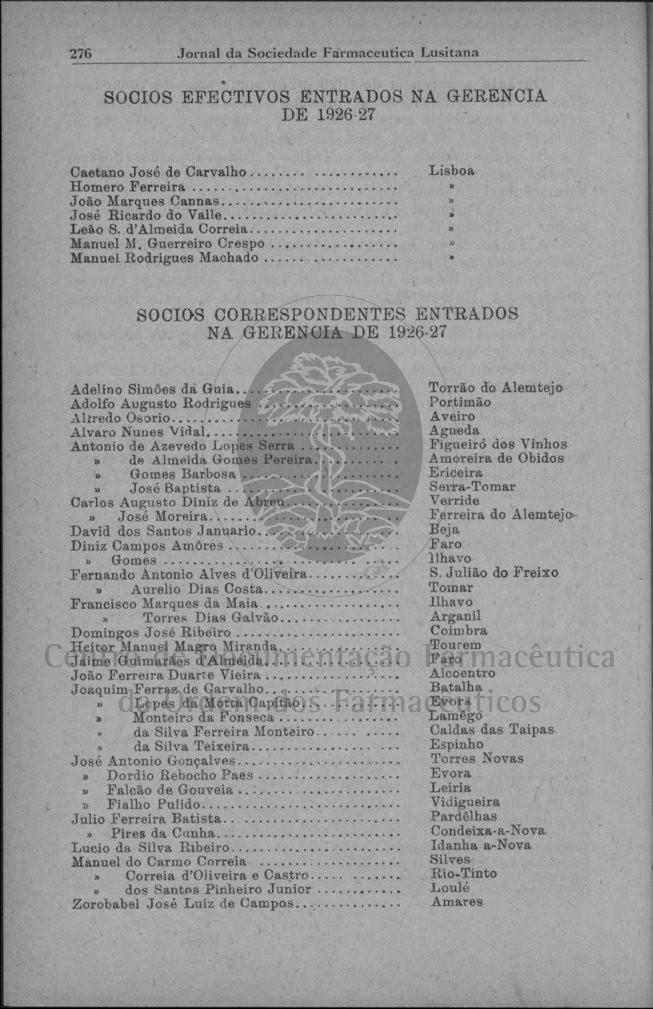 276 Jornal da Sociedade Farmaceutica Lusitana
SOCIOS EFECTIVOS ENTRADOS NA GERENCIA
DE 1926-27
Caetano José de Carvalho .................... Lisboa
Homero Ferreira .................... »
João Marques Cannas.................... »
José Ricardo do Valle.................... »
Leão S. d'Almeida Correia.................... »
Manuel M. Guerreiro Crespo .................... »
Manuel Rodrigues Machado .................... »
SOCIOS CORRESPONDENTES ENTRADOS
NA GERENCIA DE 1926-27
Adelino Simões da Guia.................... Torrão do Alemtejo
Adolfo Augusto Rodrigues .................... Portimão
Alfredo Osorio.................... Aveiro
Alvaro Nunes Vidal.................... Agueda
Antonio de Azevedo Lopes Serra .................... Figueiró dos Vinhos
» de Almeida Gomes Pereira.................... Amoreira de Obidos
» Gomes Barbosa .................... Ericeira
» José Baptista .................... Serra-Tomar
Carlos Augusto Diniz de Abreu.................... Verride
» José Moreira.................... Ferreira do Alemtejo
David dos Santos Januario.................... Beja
Diniz Campos Amôres .................... Faro
» Gomes .................... Ilhavo
Fernando Antonio Alves d'Oliveira.................... S. Julião do Freixo
» Aurelio Dias Costa.................... Tomar
Francisco Marques da Maia.................... Ilhavo
» Torres Dias Galvão.................... Arganil
Domingos José Ribeiro .................... Coimbra
Heitor Manuel Magro Miranda.................... Tourem
Jaime Guimarães d'Almeida.................... Faro
João Ferreira Duarte Vieira .................... Alcoentro
Joaquim Ferraz de Carvalho.................... Batalha
» Lopes da Motta Capitão.................... Evora
» Monteiro da Fonseca .................... Lamego
» da Silva Ferreira Monteiro.................... Caldas das Taipas
» da Silva Teixeira.................... Espinho
José Antonio Gonçalves.................... Torres Novas
» Dordio Rebocho Paes .................... Evora
» Falcão de Gouveia .................... Leiria
» Fialho Pulido.................... Vidigueira
Julio Ferreira Batista.................... Pardêlhas
» Pires da Cunha.................... Condeixa-a-Nova
Lucio da Silva Ribeiro.................... Idanha a-Nova
Manuel do Carmo Correia .................... Silves
» Correia d'Oliveira e Castro.................... Rio-Tinto
» dos Santos Pinheiro Junior .................... Loulé
Zorobabel José Luiz de Campos.................... Amares
Centro de Documentação Farmacêutica
da Ordem dos Farmacêuticos